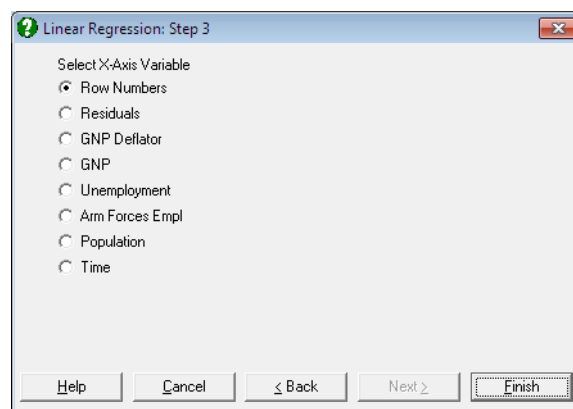 Linear Regression: Step 3
Select X-Axis Variable
Row Numbers
Residuals
GNP Deflator
GNP
Unemployment
Arm Forces Empl
Population
Time
Help Cancel < Back Next > Finish